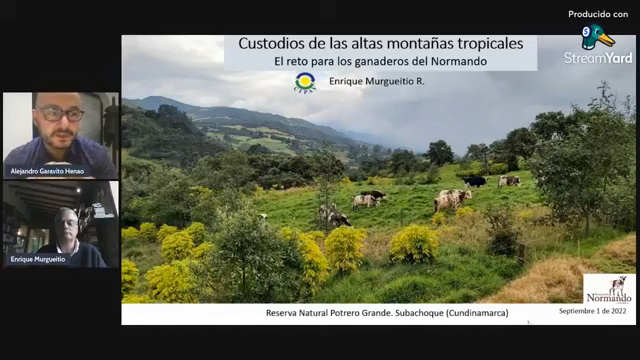 Producido con
StreamYard
Custodios de las altas montañas tropicales
El reto para los ganaderos del Normando
CIPAV
Enrique Murgueitio R.
Alejandro Garavito Henao
Enrique Murgueitio
Normando
Reserva Natural Potrero Grande. Subachoque (Cundinamarca)
Septiembre 1 de 2022